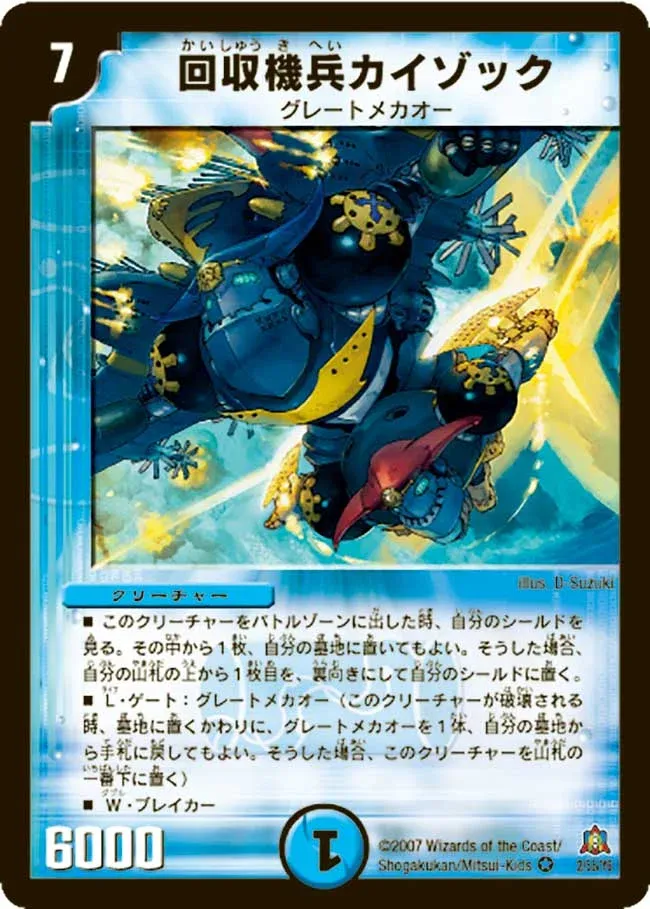 7
かいしゅう き へい
回収機兵カイゾック
グレートメカオー
illus. D-Suzuki
クリーチャー
■ このクリーチャーをバトルゾーンに出した時、自分のシールドを
見る。その中から1枚、自分の墓地に置いてもよい。そうした場合、
自分の山札の上から1枚目を、裏向きにして自分のシールドに置く。
■ L・ゲート：グレートメカオー（このクリーチャーが破壊される
時、墓地に置くかわりに、グレートメカオーを1体、自分の墓地か
ら手札に戻してもよい。そうした場合、このクリーチャーを山札の
一番下に置く）
■ W・ブレイカー
6000
1
©2007 Wizards of the Coast/
Shogakukan/Mitsui-Kids